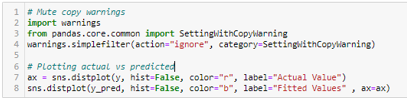 1 # Mute copy warnings
2 import warnings
3 from pandas.core.common import SettingWithCopyWarning
4 warnings.simplefilter(action="ignore", category=SettingWithCopyWarning)
5
6 # Plotting actual vs predicted
7 ax = sns.distplot(y, hist=False, color="r", label="Actual Value")
8 sns.distplot(y_pred, hist=False, color="b", label="Fitted Values" , ax=ax)